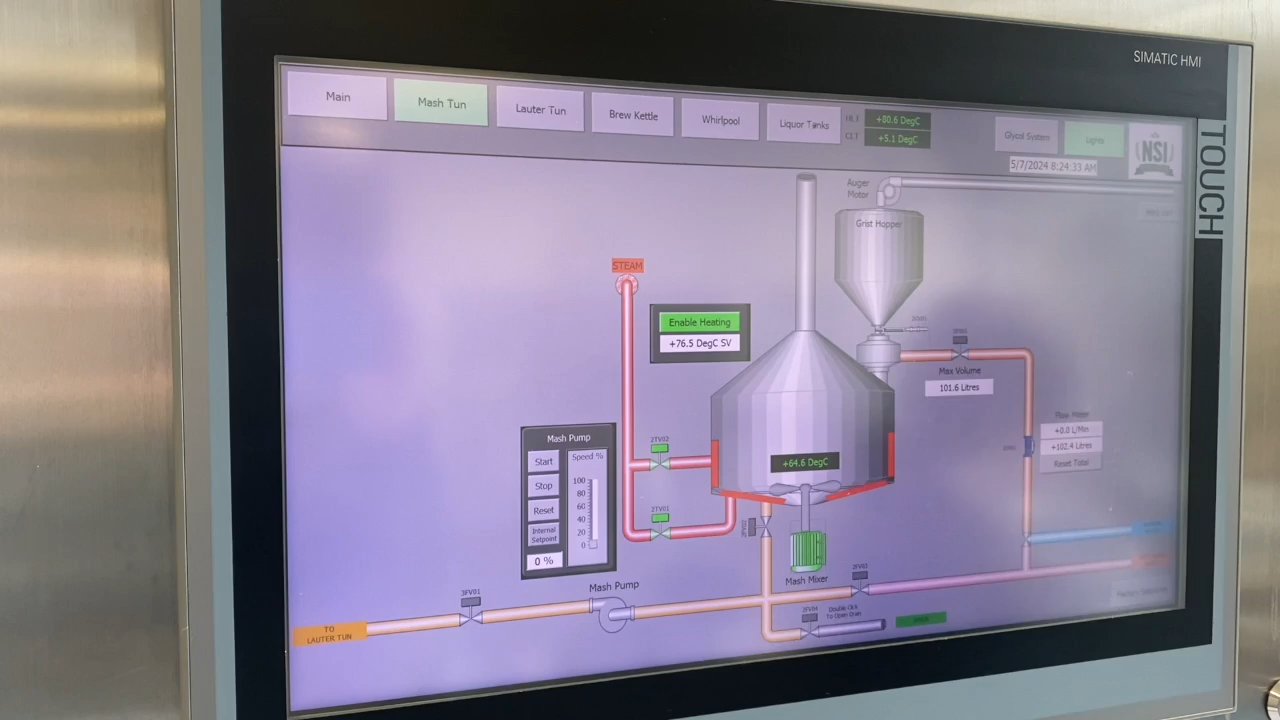 SIMATIC HMI
TOUCH
Main
Mash Tun
Lauter Tun
Brew Kettle
Whirlpool
Liquor Tanks
HLT
+80.6 DegC
CLT
+5.1 DegC
Glycol System
Lights
NSI
5/7/2024 8:24:33 AM
Auger
Motor
Grist Hopper
STEAM
Enable Heating
+76.5 DegC SV
Max Volume
101.6 Litres
Flow Meter
+0.0 L/Min
+102.4 Litres
Reset Total
Mash Pump
Start
Stop
Reset
Internal
Setpoint
0 %
Speed %
100
80
60
40
20
0
2TV02
2TV01
+64.6 DegC
Mash Mixer
Mash Pump
3FV01
2FV03
3FV04
Double Click
To Open Drain
TO
LAUTER TUN